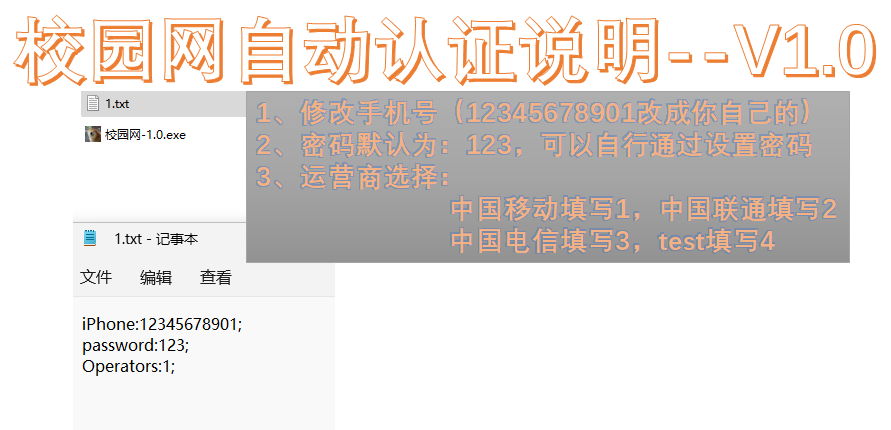 校园网自动认证说明--V1.0
1.txt
校园网-1.0.exe
1、修改手机号（12345678901改成你自己的）
2、密码默认为：123，可以自行通过设置密码
3、运营商选择：
中国移动填写1，中国联通填写2
中国电信填写3，test填写4
1.txt - 记事本
文件 编辑 查看
iPhone:12345678901;
password:123;
Operators:1;